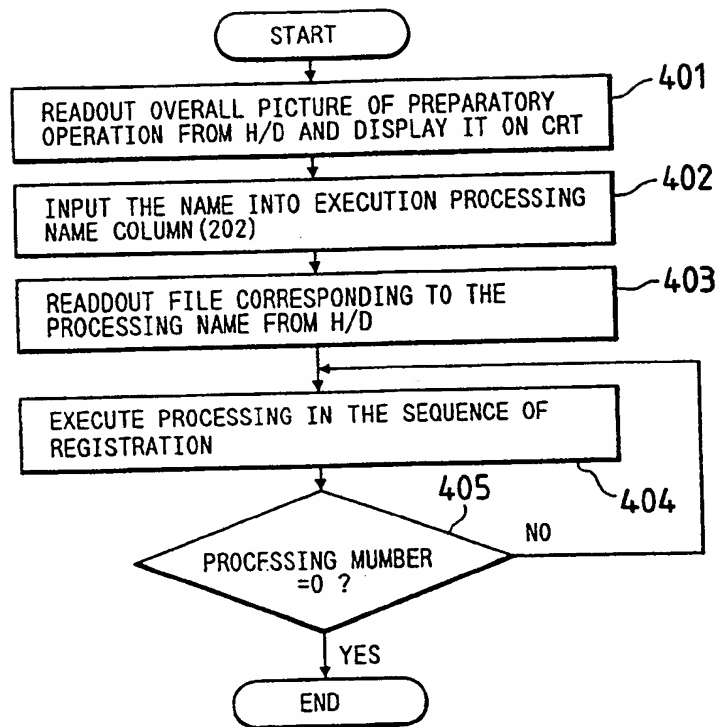 START
READOUT OVERALL PICTURE OF PREPARATORY
OPERATION FROM H/D AND DISPLAY IT ON CRT
401
INPUT THE NAME INTO EXECUTION PROCESSING
NAME COLUMN(202)
402
READDOUT FILE CORRESPONDING TO THE
PROCESSING NAME FROM H/D
403
EXECUTE PROCESSING IN THE SEQUENCE OF
REGISTRATION
404
405
PROCESSING MUMBER
=0 ?
NO
YES
END